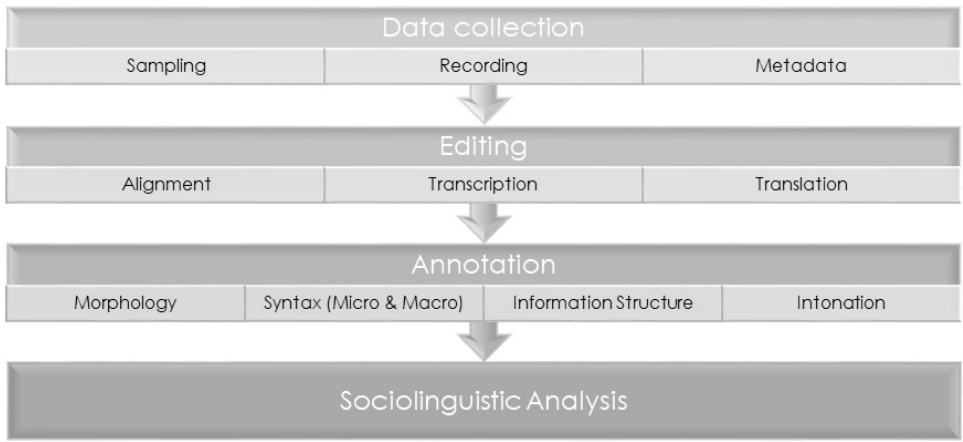 Data collection
Sampling Recording Metadata
Editing
Alignment Transcription Translation
Annotation
Morphology Syntax (Micro & Macro) Information Structure Intonation
Sociolinguistic Analysis